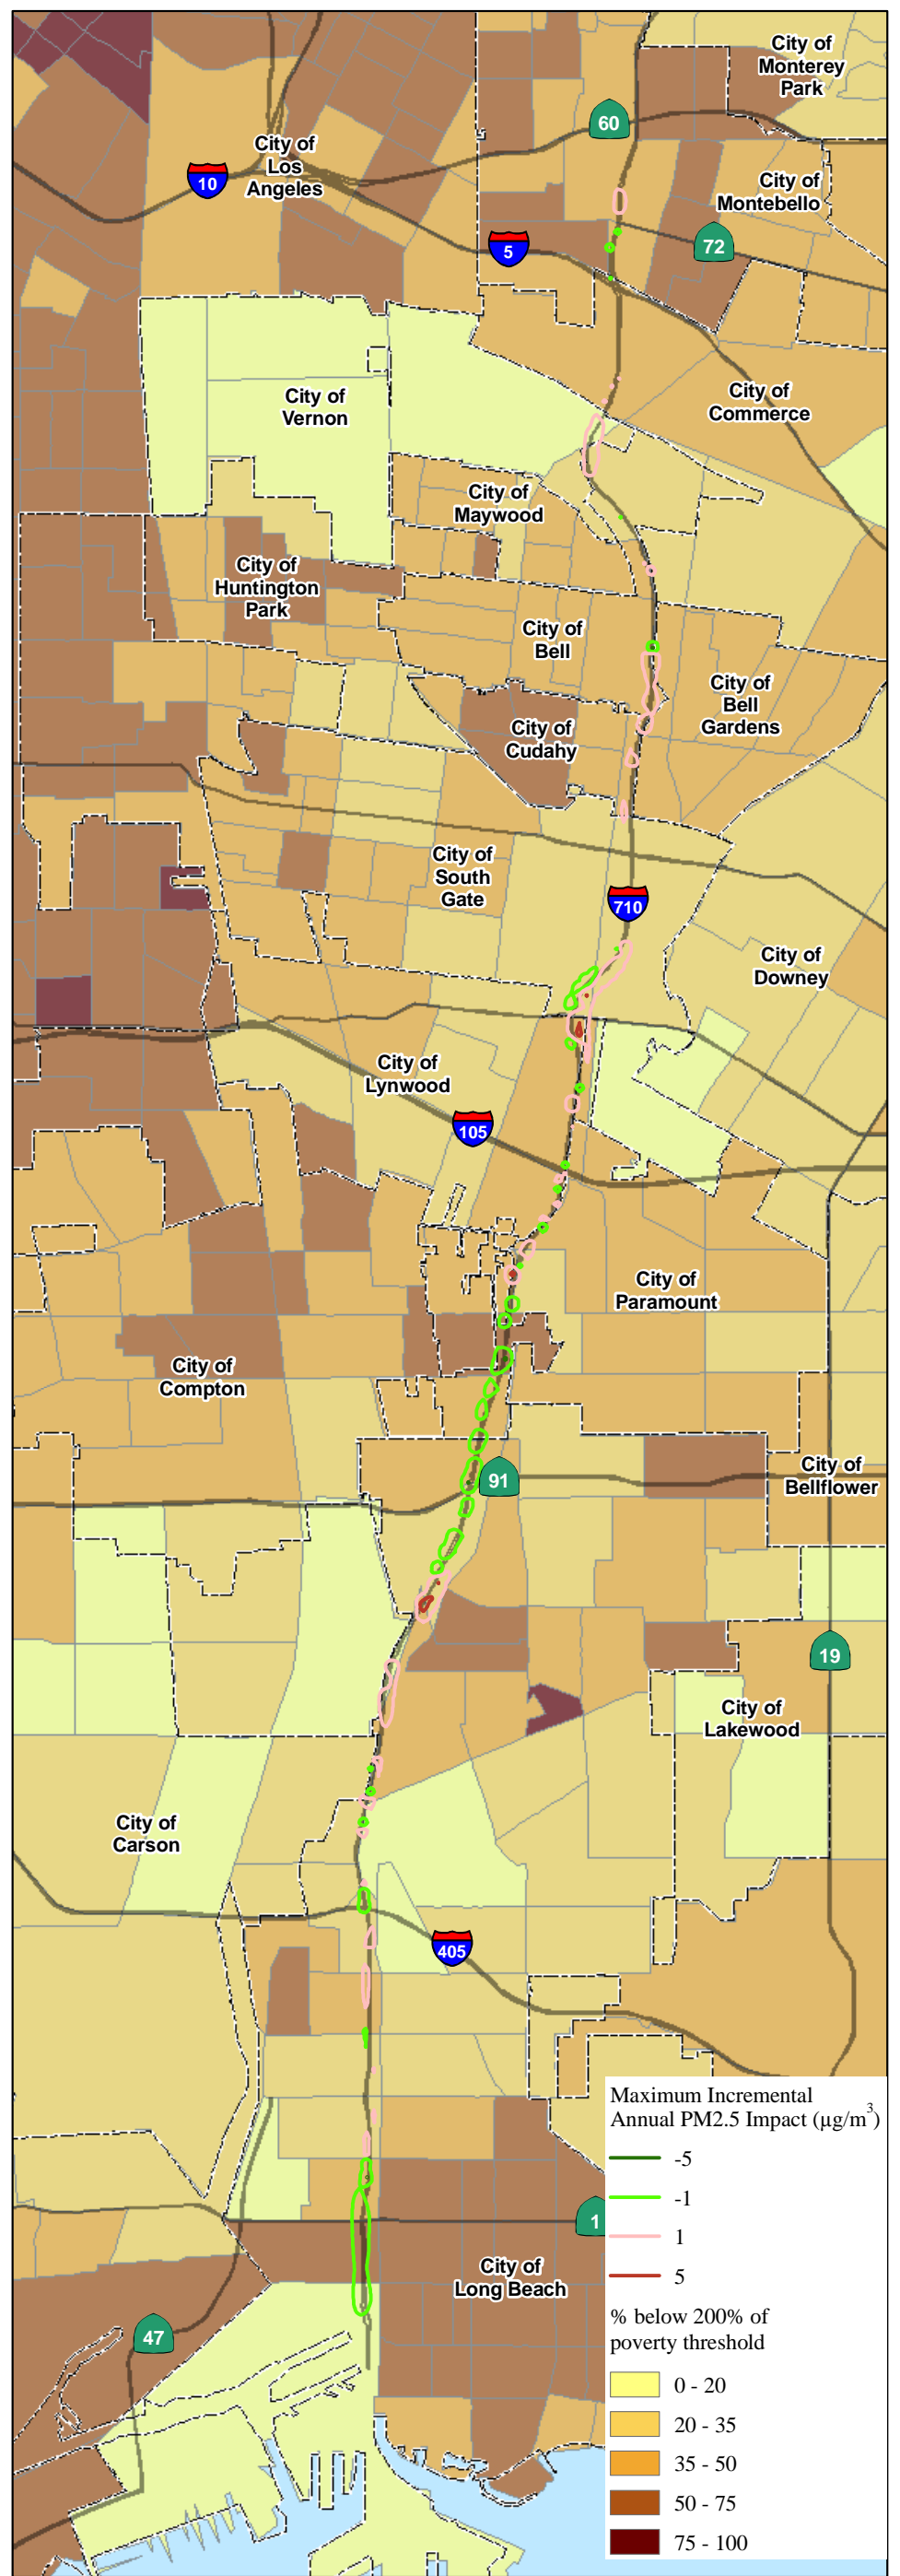 City of
Monterey
Park
60
City of
Los
Angeles
10
City of
Montebello
5
72
City of
Vernon
City of
Commerce
City of
Maywood
City of
Huntington
Park
City of
Bell
City of
Bell
Gardens
City of
Cudahy
City of
South
Gate
710
City of
Downey
City of
Lynwood
105
City of
Paramount
City of
Compton
91
City of
Bellflower
19
City of
Lakewood
City of
Carson
405
Maximum Incremental
Annual PM2.5 Impact (µg/m3)
-5
-1
1
1
5
City of
Long Beach
% below 200% of
poverty threshold
47
0 - 20
20 - 35
35 - 50
50 - 75
75 - 100